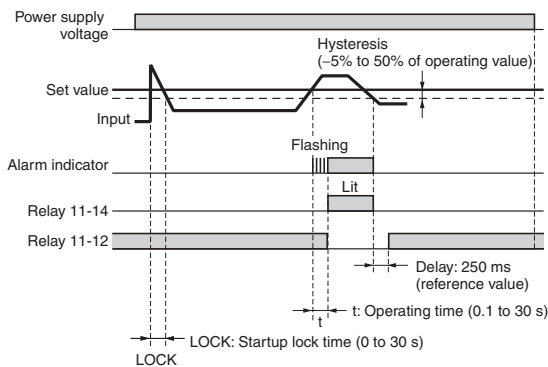 Power supply
voltage
Hysteresis
(−5% to 50% of operating value)
Set value
Input
Flashing
Alarm indicator
Lit
Relay 11-14
Relay 11-12
Delay: 250 ms
(reference value)
t: Operating time (0.1 to 30 s)
t
LOCK: Startup lock time (0 to 30 s)
LOCK